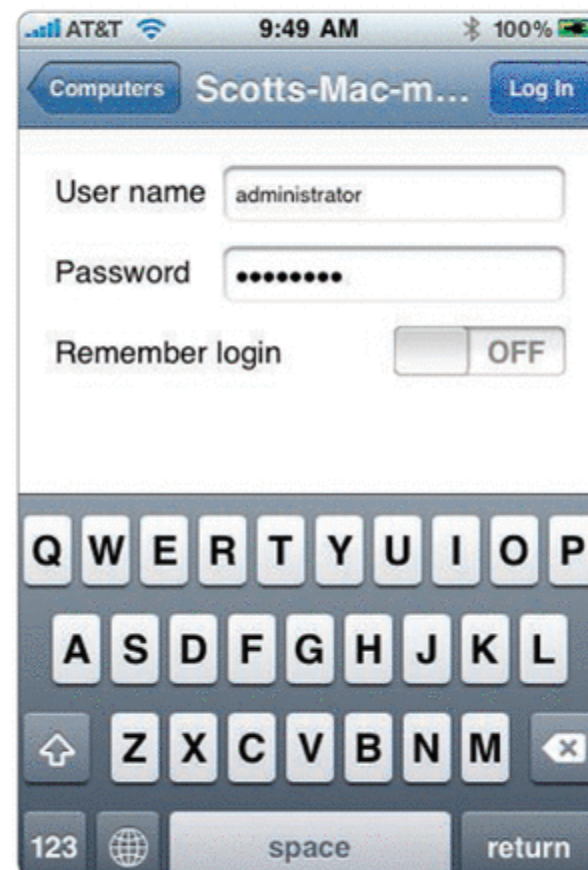 AT&T 9:49 AM 100%
Computers Scotts-Mac-m... Log In
User name administrator
Password ••••••••
Remember login OFF
Q W E R T Y U I O P
A S D F G H J K L
Z X C V B N M
123 space return